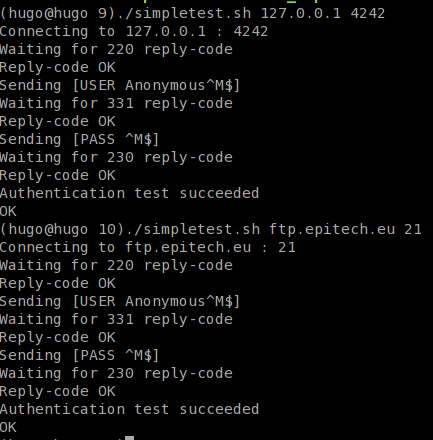 (hugo@hugo 9)./simpletest.sh 127.0.0.1 4242
Connecting to 127.0.0.1 : 4242
Waiting for 220 reply-code
Reply-code OK
Sending [USER Anonymous^M$]
Waiting for 331 reply-code
Reply-code OK
Sending [PASS ^M$]
Waiting for 230 reply-code
Reply-code OK
Authentication test succeeded
OK
(hugo@hugo 10)./simpletest.sh ftp.epitech.eu 21
Connecting to ftp.epitech.eu : 21
Waiting for 220 reply-code
Reply-code OK
Sending [USER Anonymous^M$]
Waiting for 331 reply-code
Reply-code OK
Sending [PASS ^M$]
Waiting for 230 reply-code
Reply-code OK
Authentication test succeeded
OK